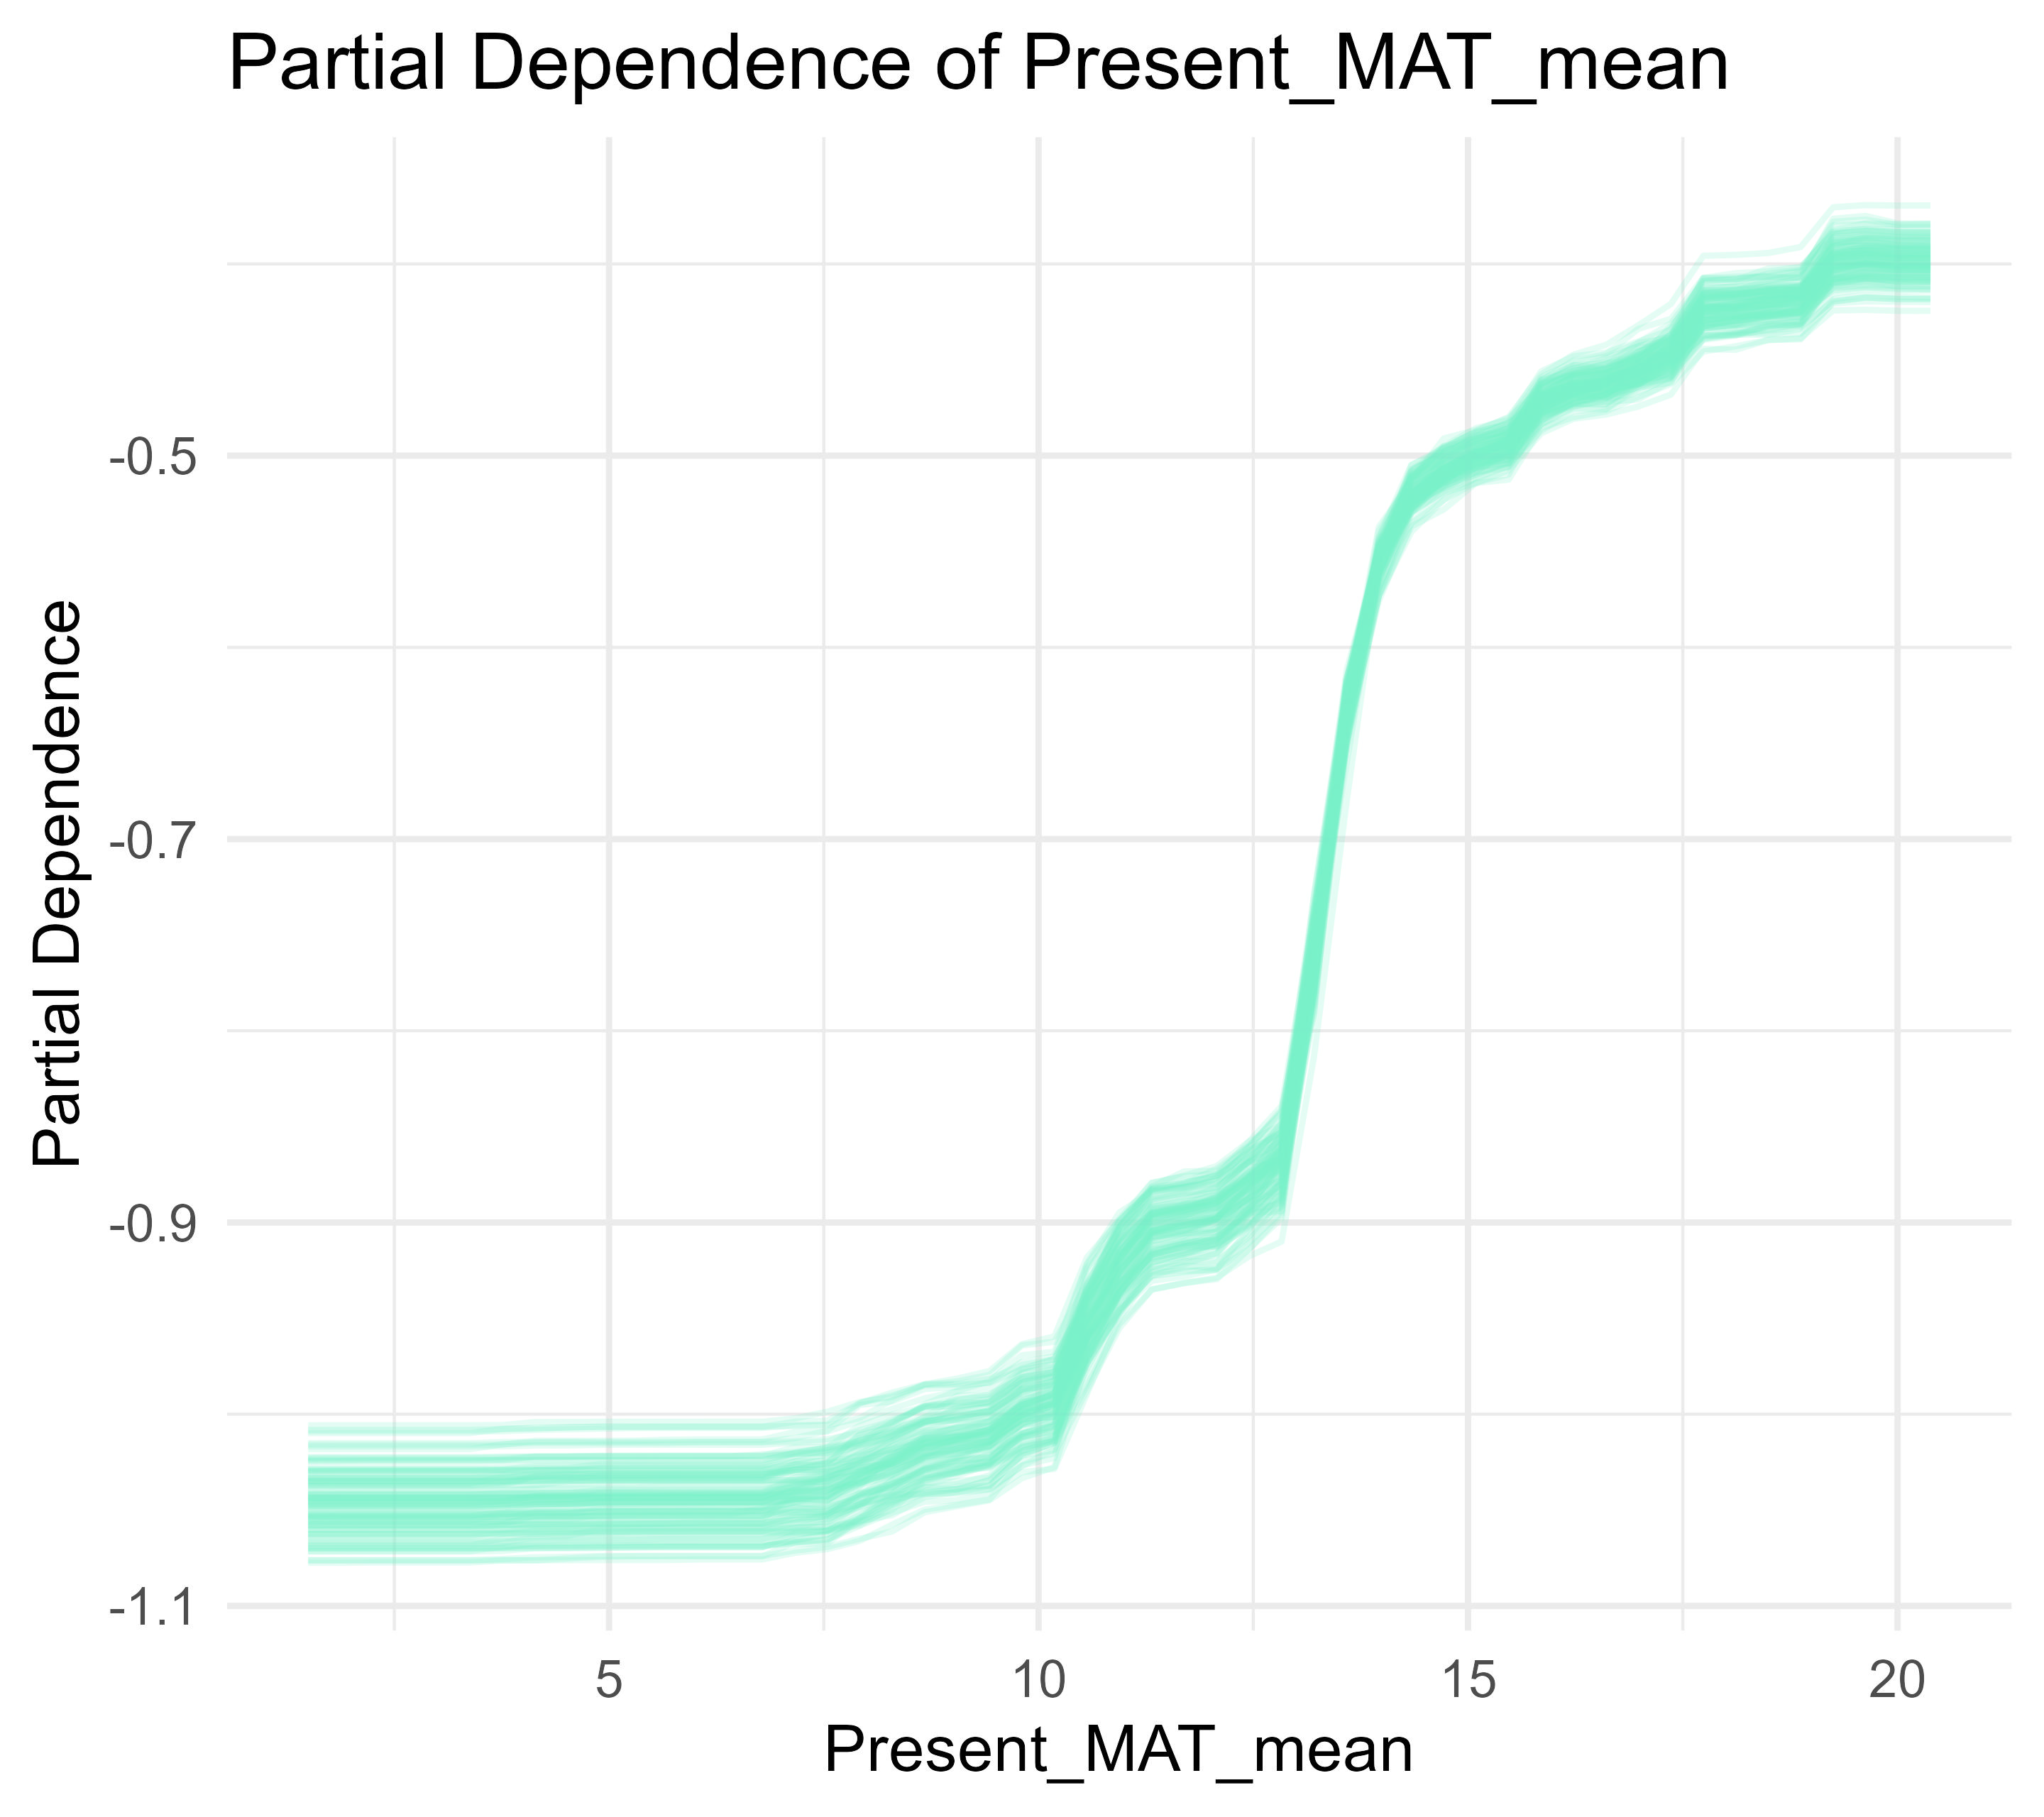 Partial Dependence of Present_MAT_mean
Partial Dependence
-0.5
-0.7
-0.9
-1.1
5
10
15
20
Present_MAT_mean